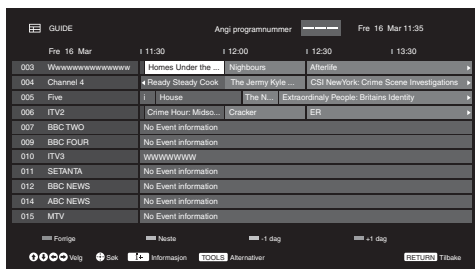 GUIDE Angi programnummer ——— Fre 16 Mar 11:35
Fre 16 Mar 11:30 12:00 12:30 13:30
003 Wwwwwwwwwwwwww Homes Under the ... Nighbours Afterlife
004 Channel 4 Ready Steady Cook The Jermy Kyle ... CSI NewYork: Crime Scene Investigations
005 Five i House The N... Extraordinaly People: Britains Identity
006 ITV2 Crime Hour: Midso... Cracker ER
007 BBC TWO No Event information
009 BBC FOUR No Event information
010 ITV3 WWWWWWW
011 SETANTA No Event information
012 BBC NEWS No Event information
014 ABC NEWS No Event information
015 MTV No Event information
Forrige Neste -1 dag +1 dag
Velg Søk i+ Informasjon TOOLS Alternativer RETURN Tilbake